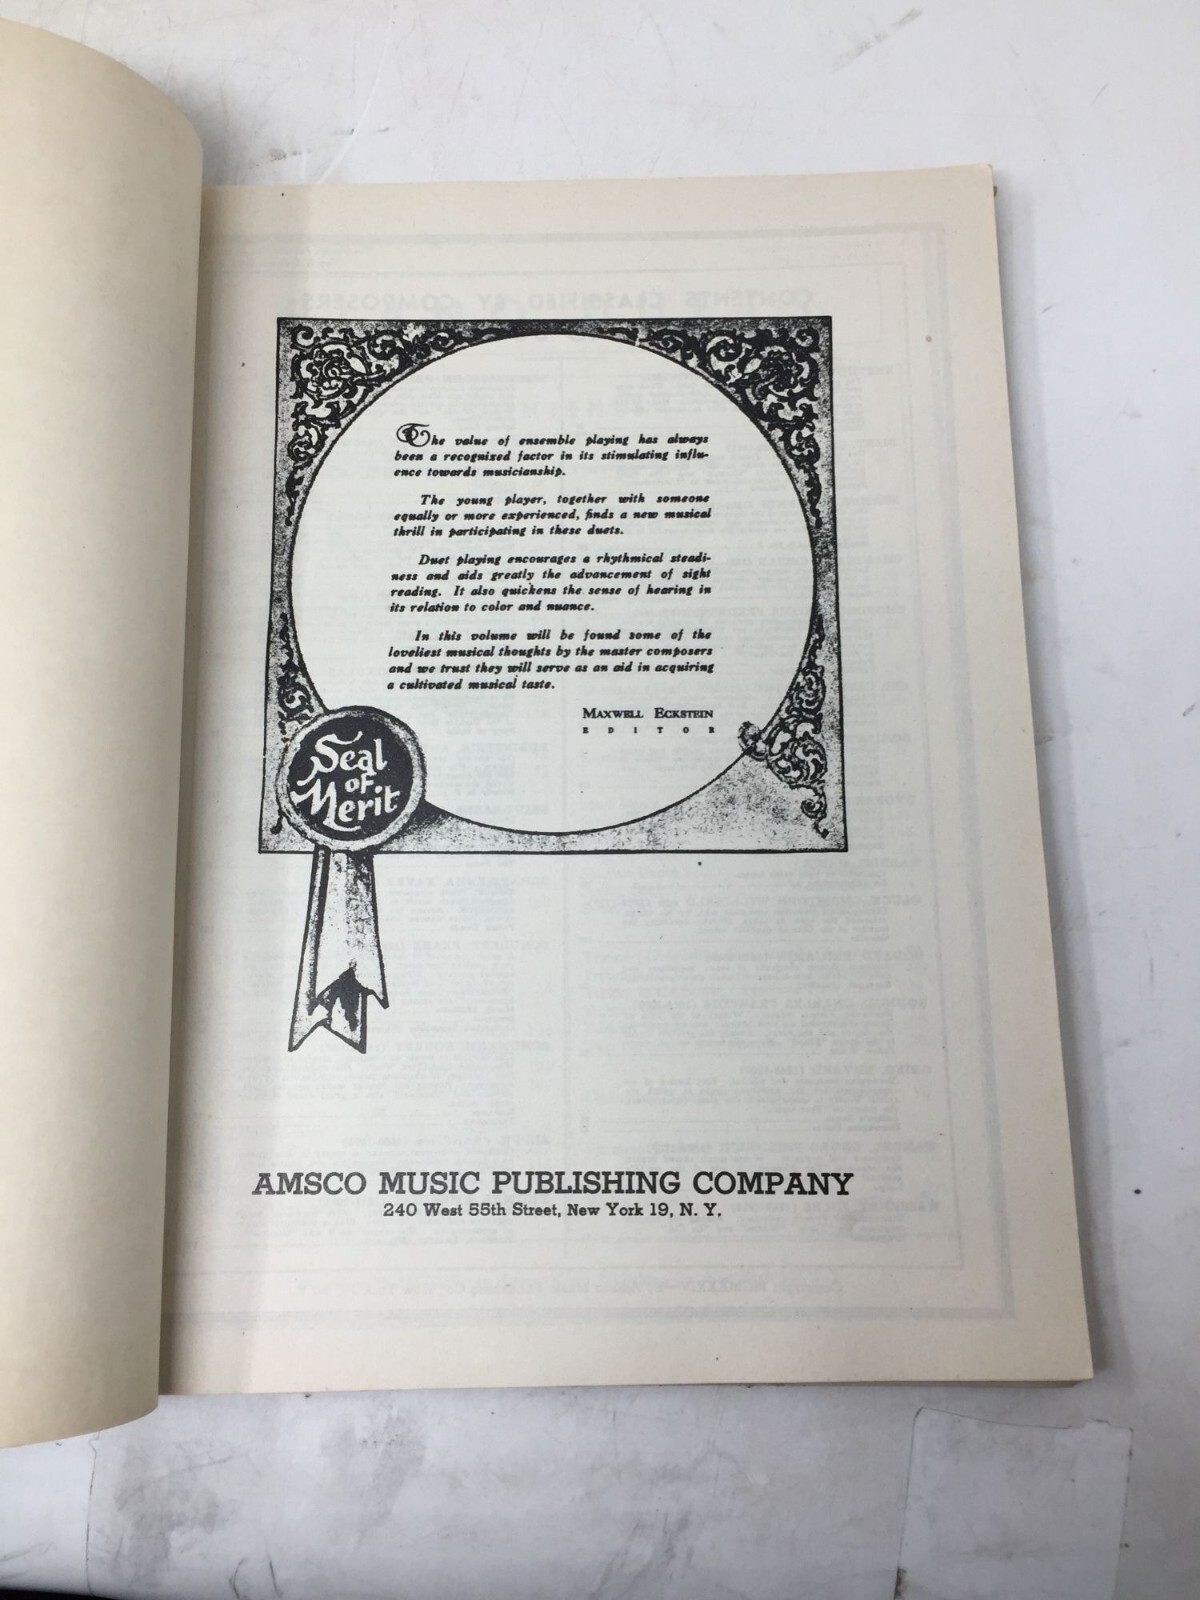 CONTENTS CLASSIFIED BY COMPOSERS
The value of ensemble playing has always
been a recognized factor in its stimulating influ-
ence towards musicianship.
The young player, together with someone
equally or more experienced, finds a new musical
thrill in participating in these duets.
Duet playing encourages a rhythmical steadi-
ness and aids greatly the advancement of sight
reading. It also quickens the sense of hearing in
its relation to color and nuance.
In this volume will be found some of the
loveliest musical thoughts by the master composers
and we trust they will serve as an aid in acquiring
a cultivated musical taste.
MAXWELL ECKSTEIN
EDITOR
Seal
OF
Merit
AMSCO MUSIC PUBLISHING COMPANY
240 West 55th Street, New York 19, N. Y.